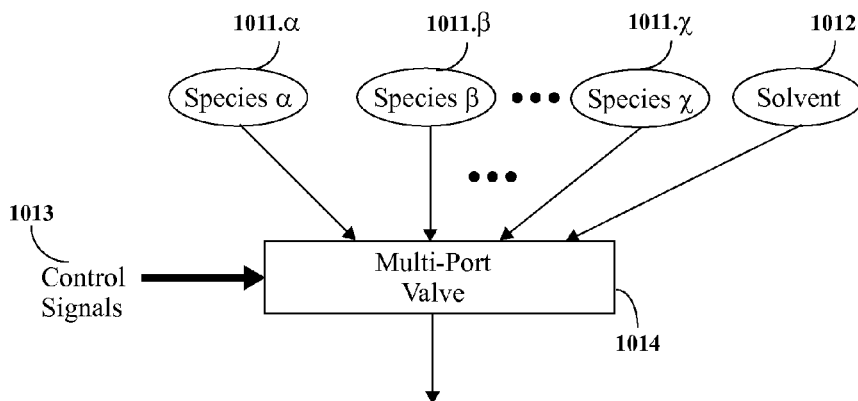 1011.α
1011.β
1011.χ
1012
Species α
Species β
Species χ
Solvent
1013
Control
Signals
Multi-Port
Valve
1014